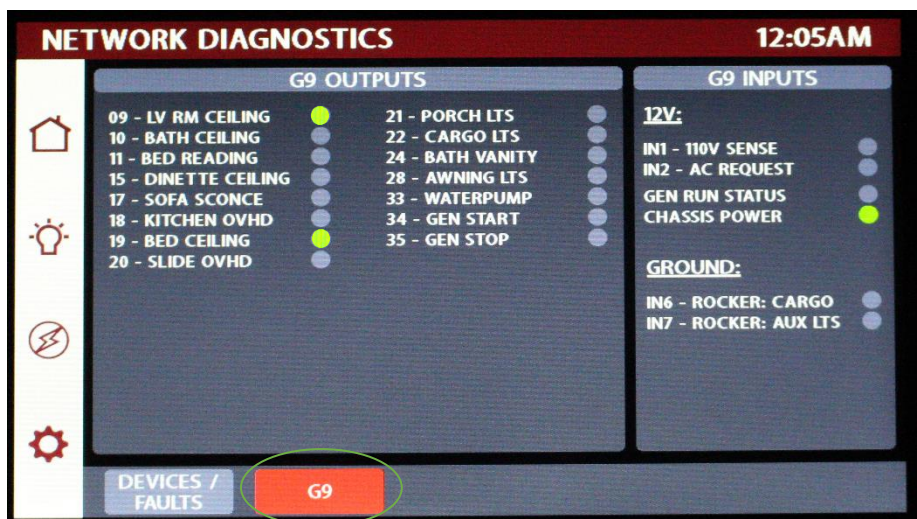 NETWORK DIAGNOSTICS
12:05AM
G9 OUTPUTS
09 - LV RM CEILING
10 - BATH CEILING
11 - BED READING
15 - DINETTE CEILING
17 - SOFA SCONCE
18 - KITCHEN OVHD
19 - BED CEILING
20 - SLIDE OVHD
21 - PORCH LTS
22 - CARGO LTS
24 - BATH VANITY
28 - AWNING LTS
33 - WATERPUMP
34 - GEN START
35 - GEN STOP
G9 INPUTS
12V:
IN1 - 110V SENSE
IN2 - AC REQUEST
GEN RUN STATUS
CHASSIS POWER
GROUND:
IN6 - ROCKER: CARGO
IN7 - ROCKER: AUX LTS
DEVICES /
FAULTS
G9